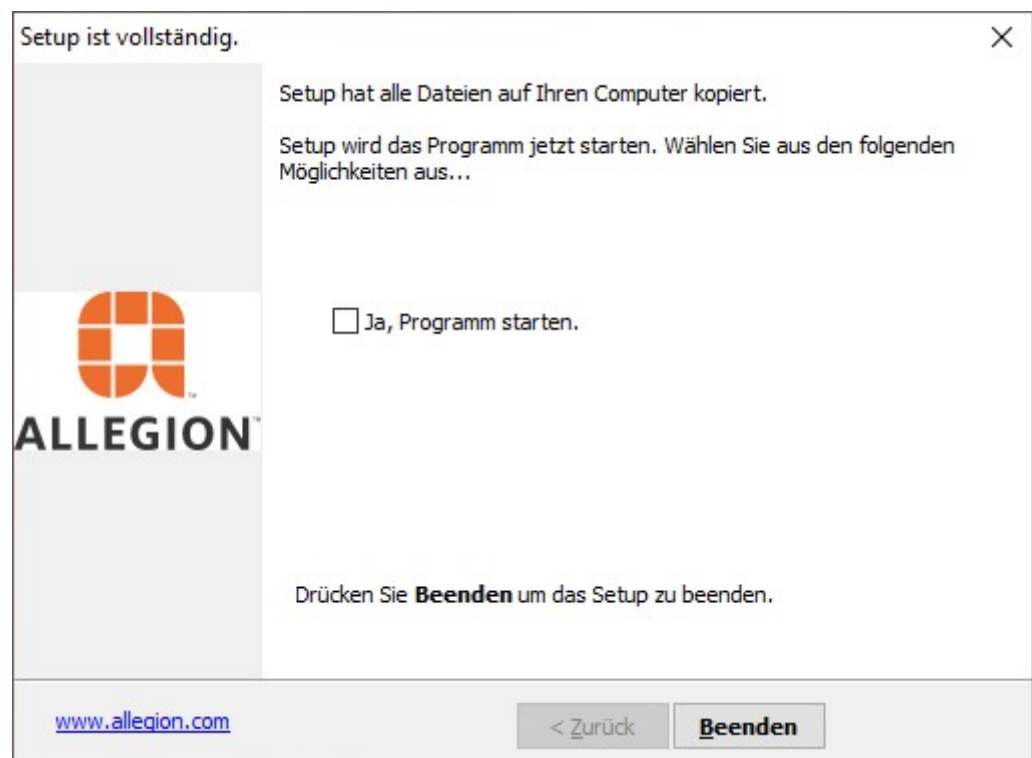 Setup ist vollständig.
Setup hat alle Dateien auf Ihren Computer kopiert.
Setup wird das Programm jetzt starten. Wählen Sie aus den folgenden
Möglichkeiten aus...
Ja, Programm starten.
ALLEGION™
Drücken Sie Beenden um das Setup zu beenden.
www.allegion.com
< Zurück
Beenden